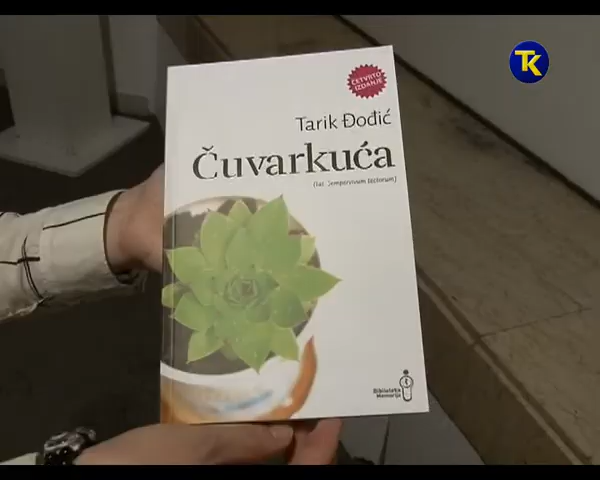 TK
ČETVRTO
IZDANJE
Tarik Đođić
Čuvarkuća
(lat. Sempervivum tectorum)
Biblioteka
Memorija